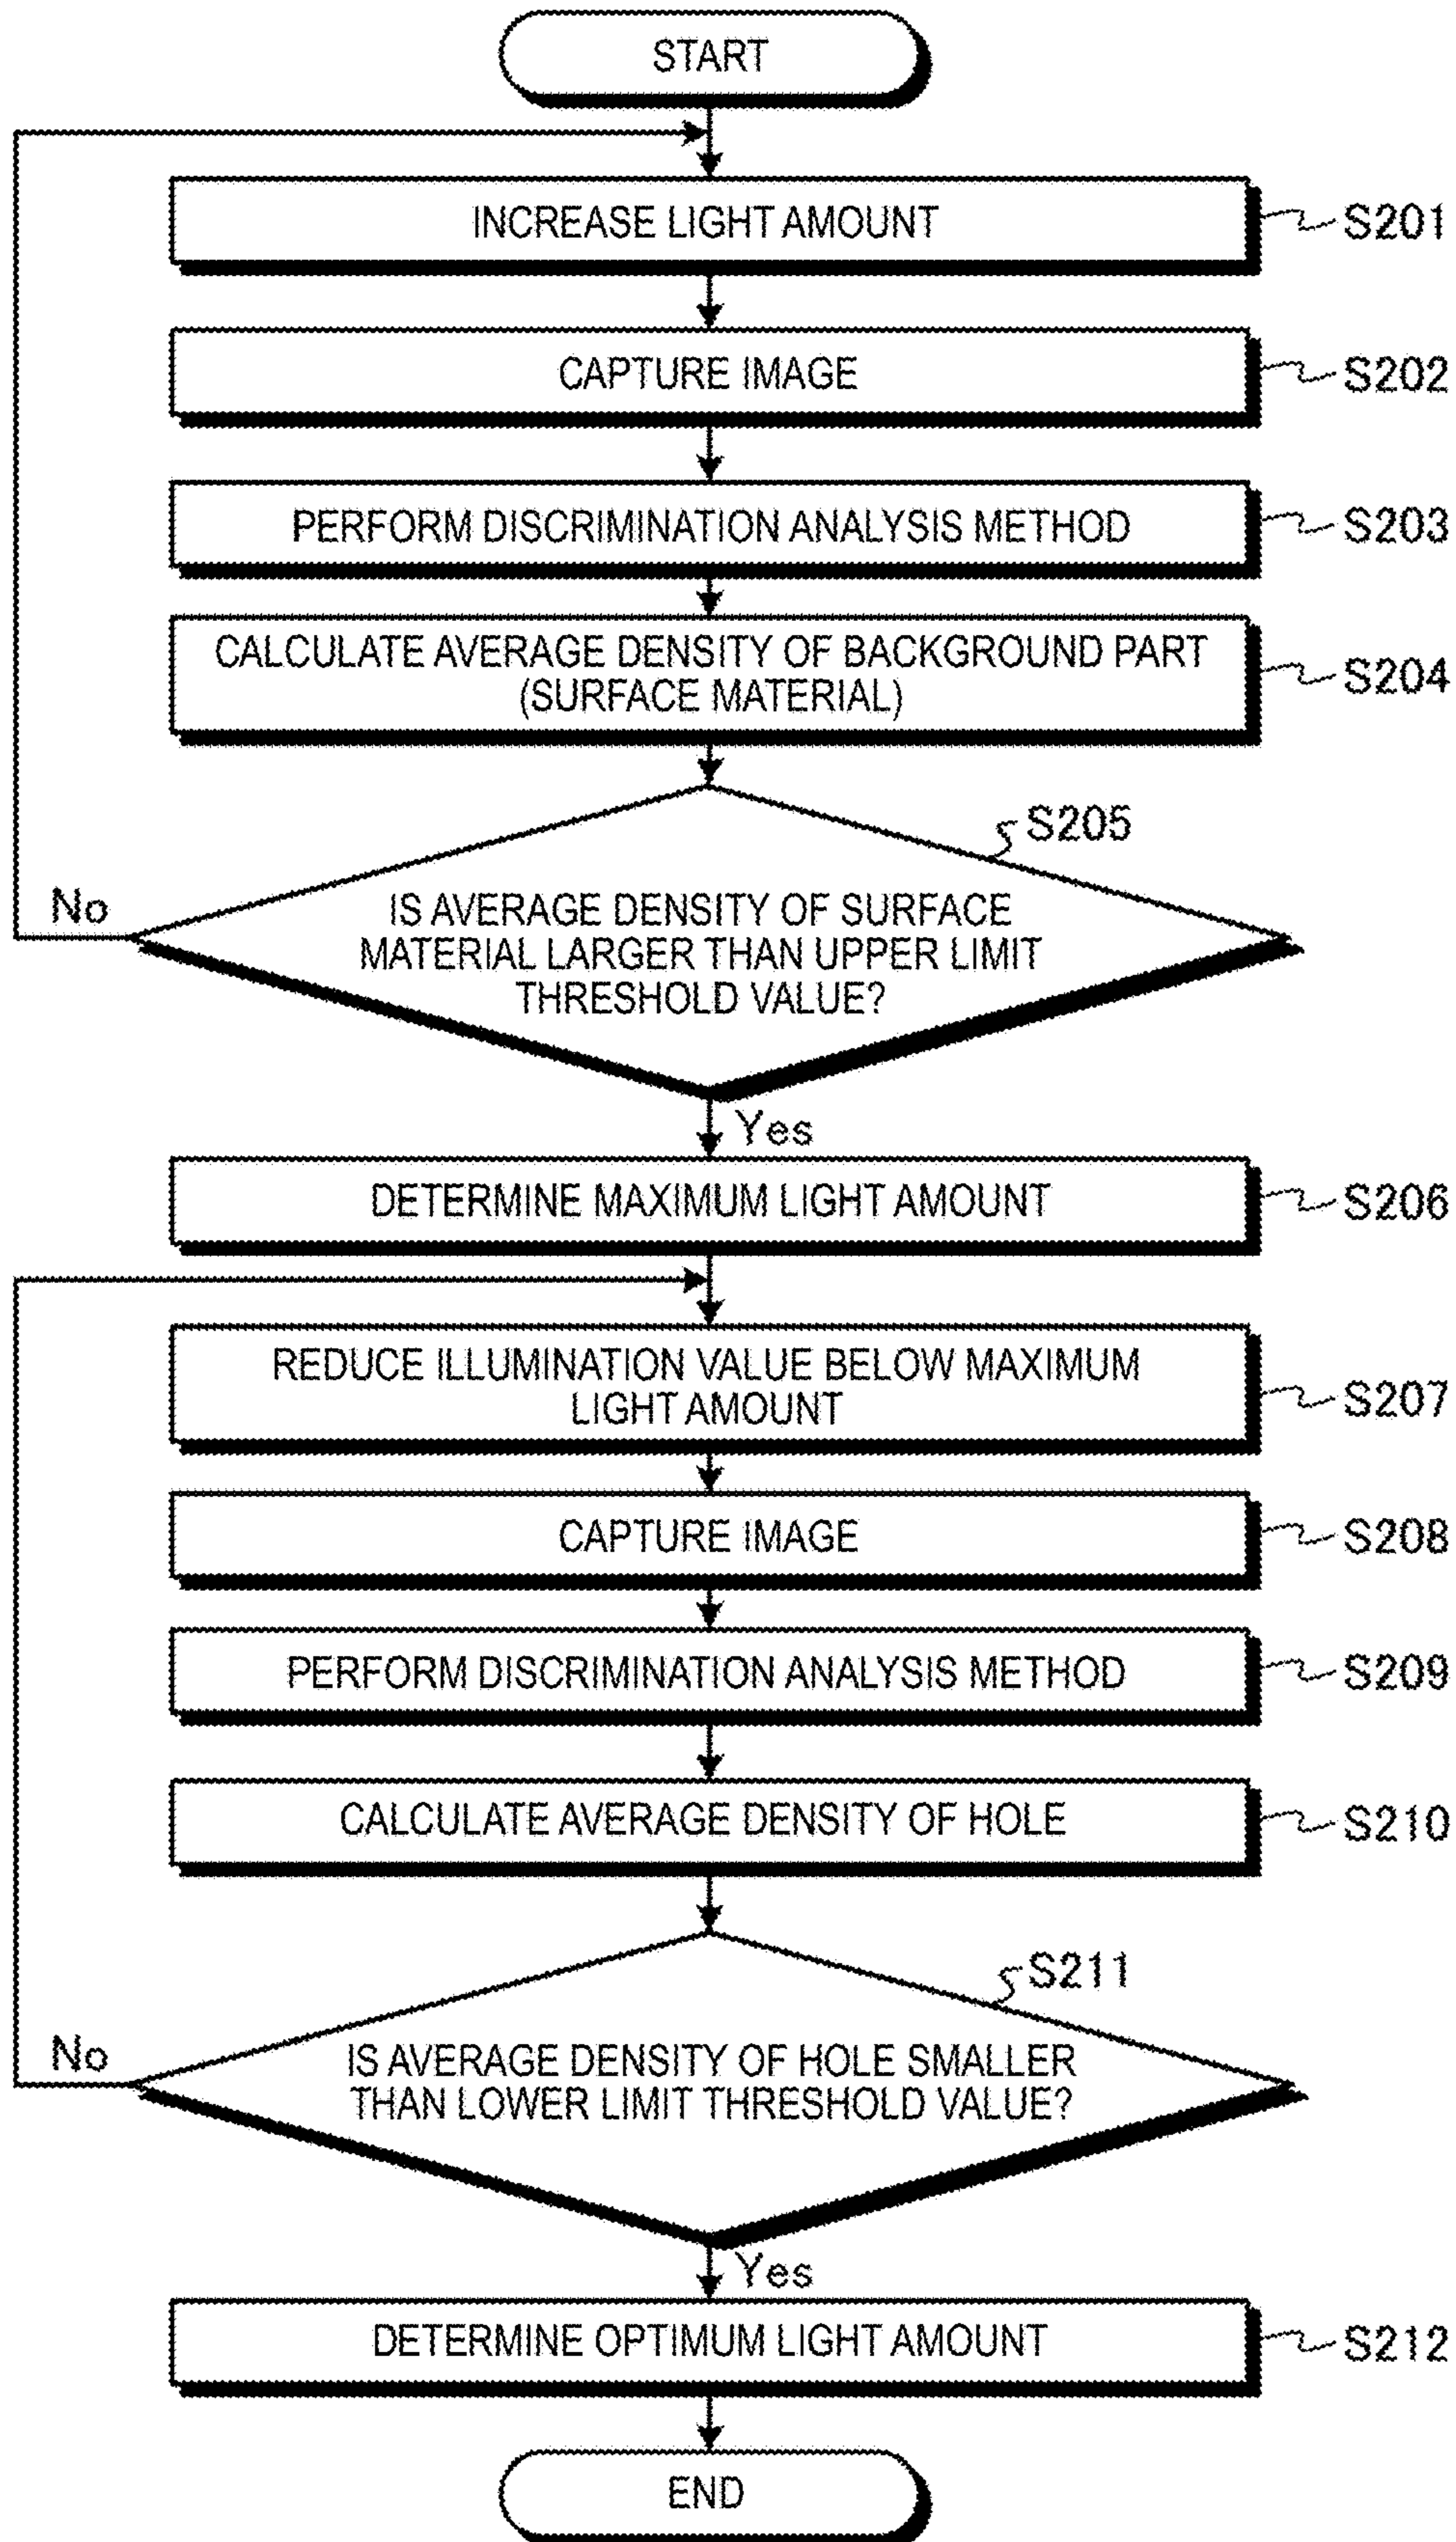 START
INCREASE LIGHT AMOUNT
S201
CAPTURE IMAGE
S202
PERFORM DISCRIMINATION ANALYSIS METHOD
S203
CALCULATE AVERAGE DENSITY OF BACKGROUND PART
(SURFACE MATERIAL)
S204
S205
No
IS AVERAGE DENSITY OF SURFACE
MATERIAL LARGER THAN UPPER LIMIT
THRESHOLD VALUE?
Yes
DETERMINE MAXIMUM LIGHT AMOUNT
S206
REDUCE ILLUMINATION VALUE BELOW MAXIMUM
LIGHT AMOUNT
S207
CAPTURE IMAGE
S208
PERFORM DISCRIMINATION ANALYSIS METHOD
S209
CALCULATE AVERAGE DENSITY OF HOLE
S210
S211
No
IS AVERAGE DENSITY OF HOLE SMALLER
THAN LOWER LIMIT THRESHOLD VALUE?
Yes
DETERMINE OPTIMUM LIGHT AMOUNT
S212
END